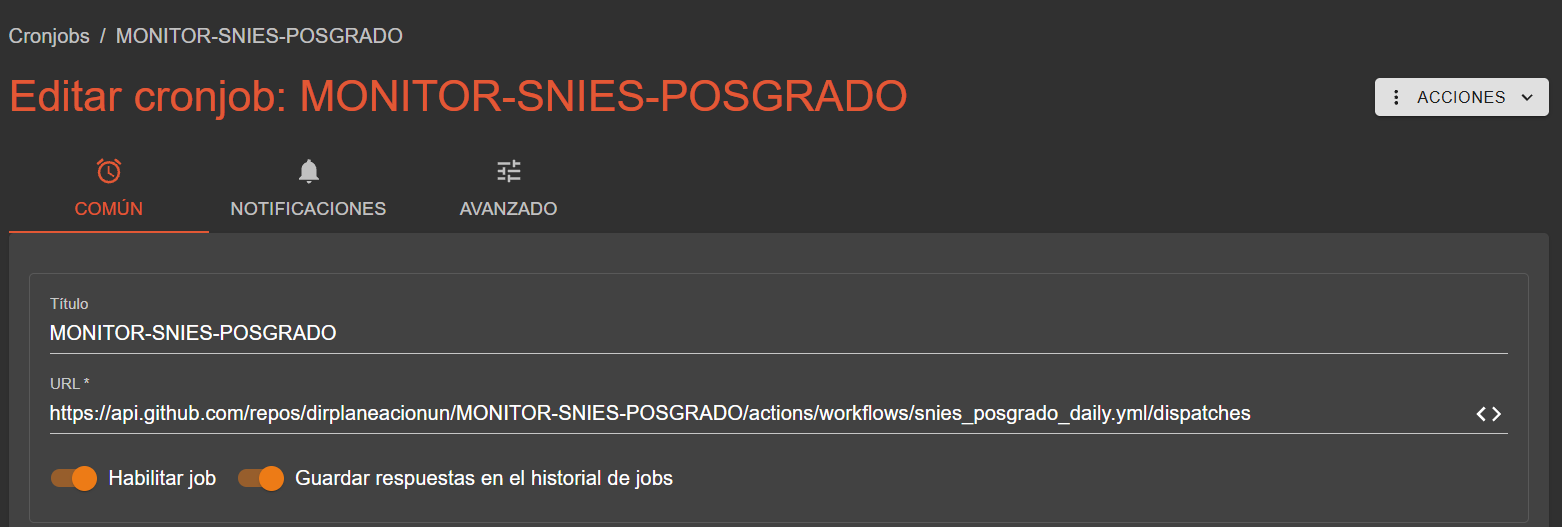 Cronjobs / MONITOR-SNIES-POSGRADO
Editar cronjob: MONITOR-SNIES-POSGRADO
ACCIONES
COMÚN
NOTIFICACIONES
AVANZADO
Título
MONITOR-SNIES-POSGRADO
URL *
https://api.github.com/repos/dirplaneacionun/MONITOR-SNIES-POSGRADO/actions/workflows/snies_posgrado_daily.yml/dispatches
Habilitar job
Guardar respuestas en el historial de jobs